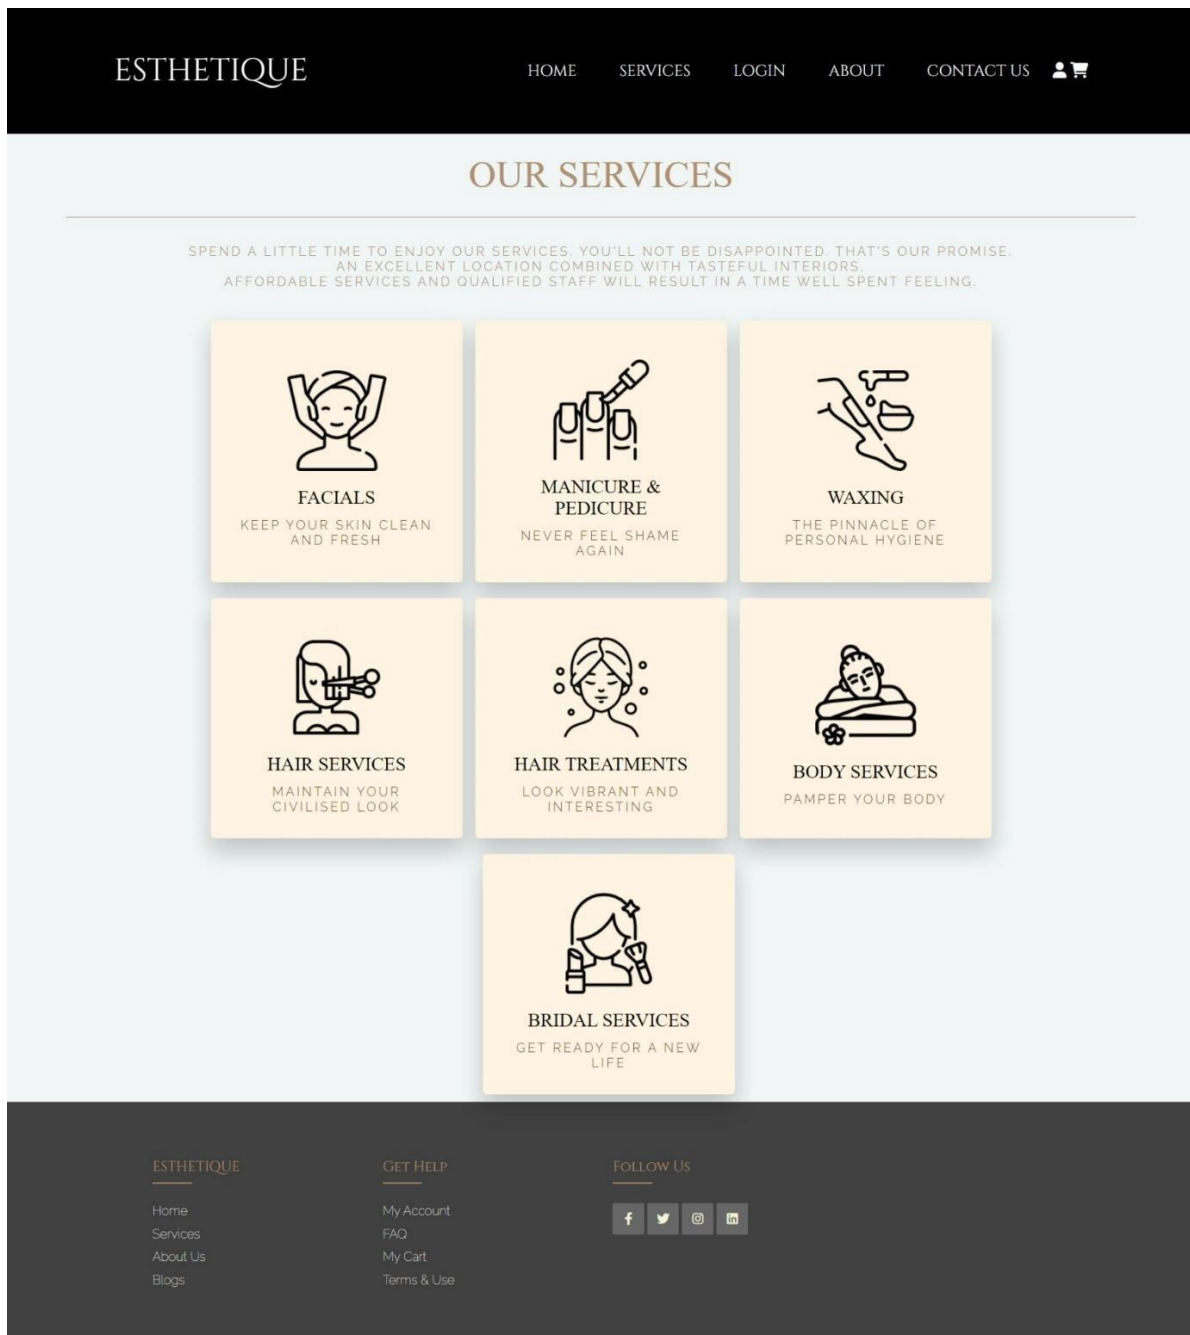 ESTHETIQUE
HOME SERVICES LOGIN ABOUT CONTACT US
OUR SERVICES
SPEND A LITTLE TIME TO ENJOY OUR SERVICES. YOU'LL NOT BE DISAPPOINTED. THAT'S OUR PROMISE.
AN EXCELLENT LOCATION COMBINED WITH TASTEFUL INTERIORS.
AFFORDABLE SERVICES AND QUALIFIED STAFF WILL RESULT IN A TIME WELL SPENT FEELING.
FACIALS
KEEP YOUR SKIN CLEAN
AND FRESH
MANICURE &
PEDICURE
NEVER FEEL SHAME
AGAIN
WAXING
THE PINNACLE OF
PERSONAL HYGIENE
HAIR SERVICES
MAINTAIN YOUR
CIVILISED LOOK
HAIR TREATMENTS
LOOK VIBRANT AND
INTERESTING
BODY SERVICES
PAMPER YOUR BODY
BRIDAL SERVICES
GET READY FOR A NEW
LIFE
ESTHETIQUE
Home
Services
About Us
Blogs
GET HELP
My Account
FAQ
My Cart
Terms & Use
FOLLOW US